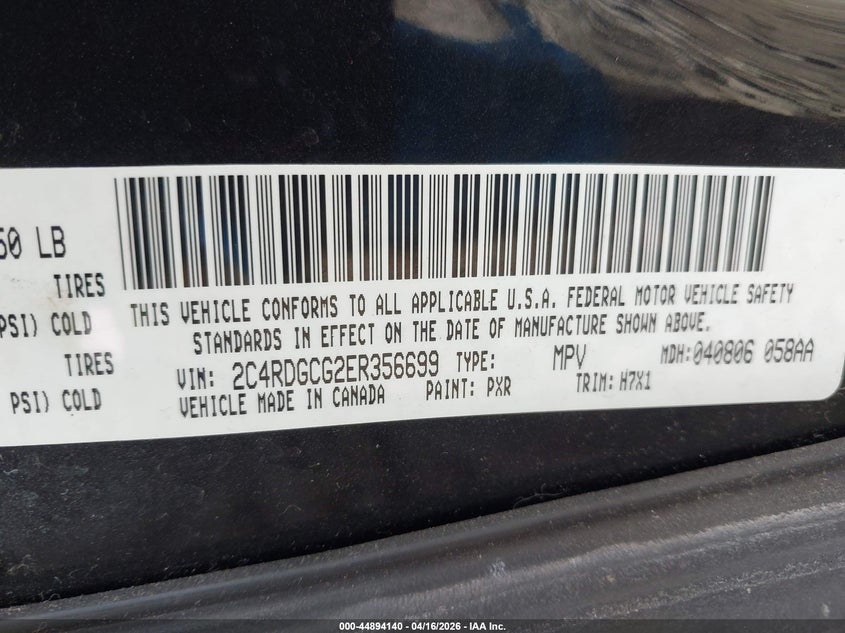 60 LB
TIRES
PSI) COLD
TIRES
PSI) COLD
THIS VEHICLE CONFORMS TO ALL APPLICABLE U.S.A. FEDERAL MOTOR VEHICLE SAFETY
STANDARDS IN EFFECT ON THE DATE OF MANUFACTURE SHOWN ABOVE.
VIN: 2C4RDGCG2ER356699 TYPE: MPV MDH:040806 058AA
VEHICLE MADE IN CANADA PAINT: PXR TRIM: H7X1
000-44894140 - 04/16/2026 - IAA Inc.